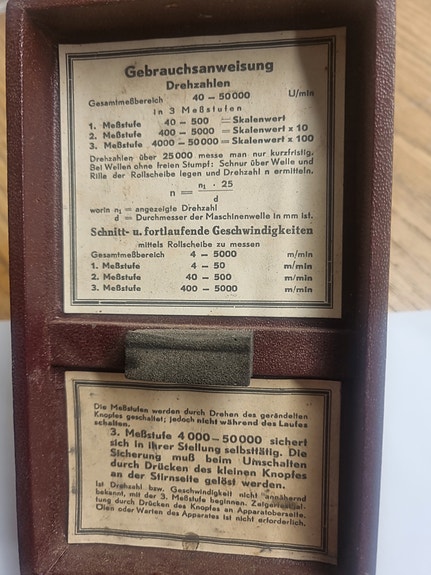 Gebrauchsanweisung
Drehzahlen
Gesamtmeßbereich 40 – 50000 U/min
in 3 Meßstufen
1. Meßstufe 40 – 500 = Skalenwert
2. Meßstufe 400 – 5000 = Skalenwert x 10
3. Meßstufe 4000 – 50000 = Skalenwert x 100
Drehzahlen über 25000 messe man nur kurzfristig.
Bei Wellen ohne freien Stumpf: Schnur über Welle und
Rille der Rollscheibe legen und Drehzahl n ermitteln.
n = n₁ · 25 / d
worin n₁ = angezeigte Drehzahl
d = Durchmesser der Maschinenwelle in mm ist.
Schnitt- u. fortlaufende Geschwindigkeiten
mittels Rollscheibe zu messen
Gesamtmeßbereich 4 – 5000 m/min
1. Meßstufe 4 – 50 m/min
2. Meßstufe 40 – 500 m/min
3. Meßstufe 400 – 5000 m/min
Die Meßstufen werden durch Drehen des gerändelten
Knopfes geschaltet; jedoch nicht während des Laufes
schalten.
3. Meßstufe 4000 – 50000 sichert
sich in ihrer Stellung selbsttätig. Die
Sicherung muß beim Umschalten
durch Drücken des kleinen Knopfes
an der Stirnseite gelöst werden.
Ist Drehzahl bzw. Geschwindigkeit nicht annähernd
bekannt, mit der 3. Meßstufe beginnen.
tung durch Drücken des Knopfes an Apparatoberseite.
Ölen oder Warten des Apparates ist nicht erforderlich.